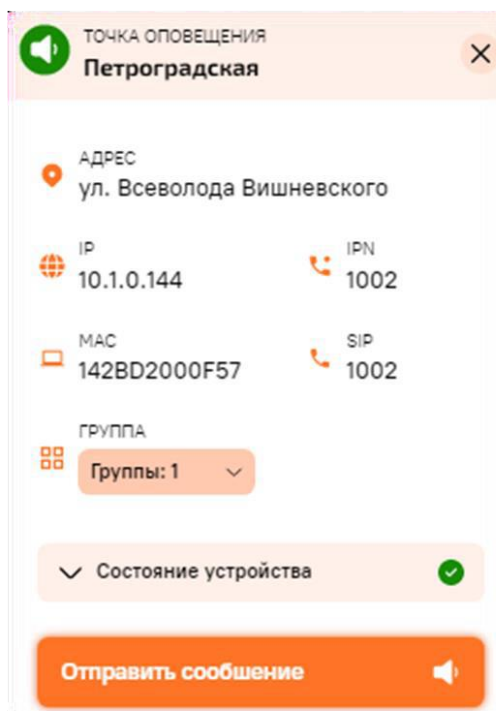 ТОЧКА ОПОВЕЩЕНИЯ
Петроградская
АДРЕС
ул. Всеволода Вишневского
IP
10.1.0.144
IPN
1002
MAC
142BD2000F57
SIP
1002
ГРУППА
Группы: 1
Состояние устройства
Отправить сообшение